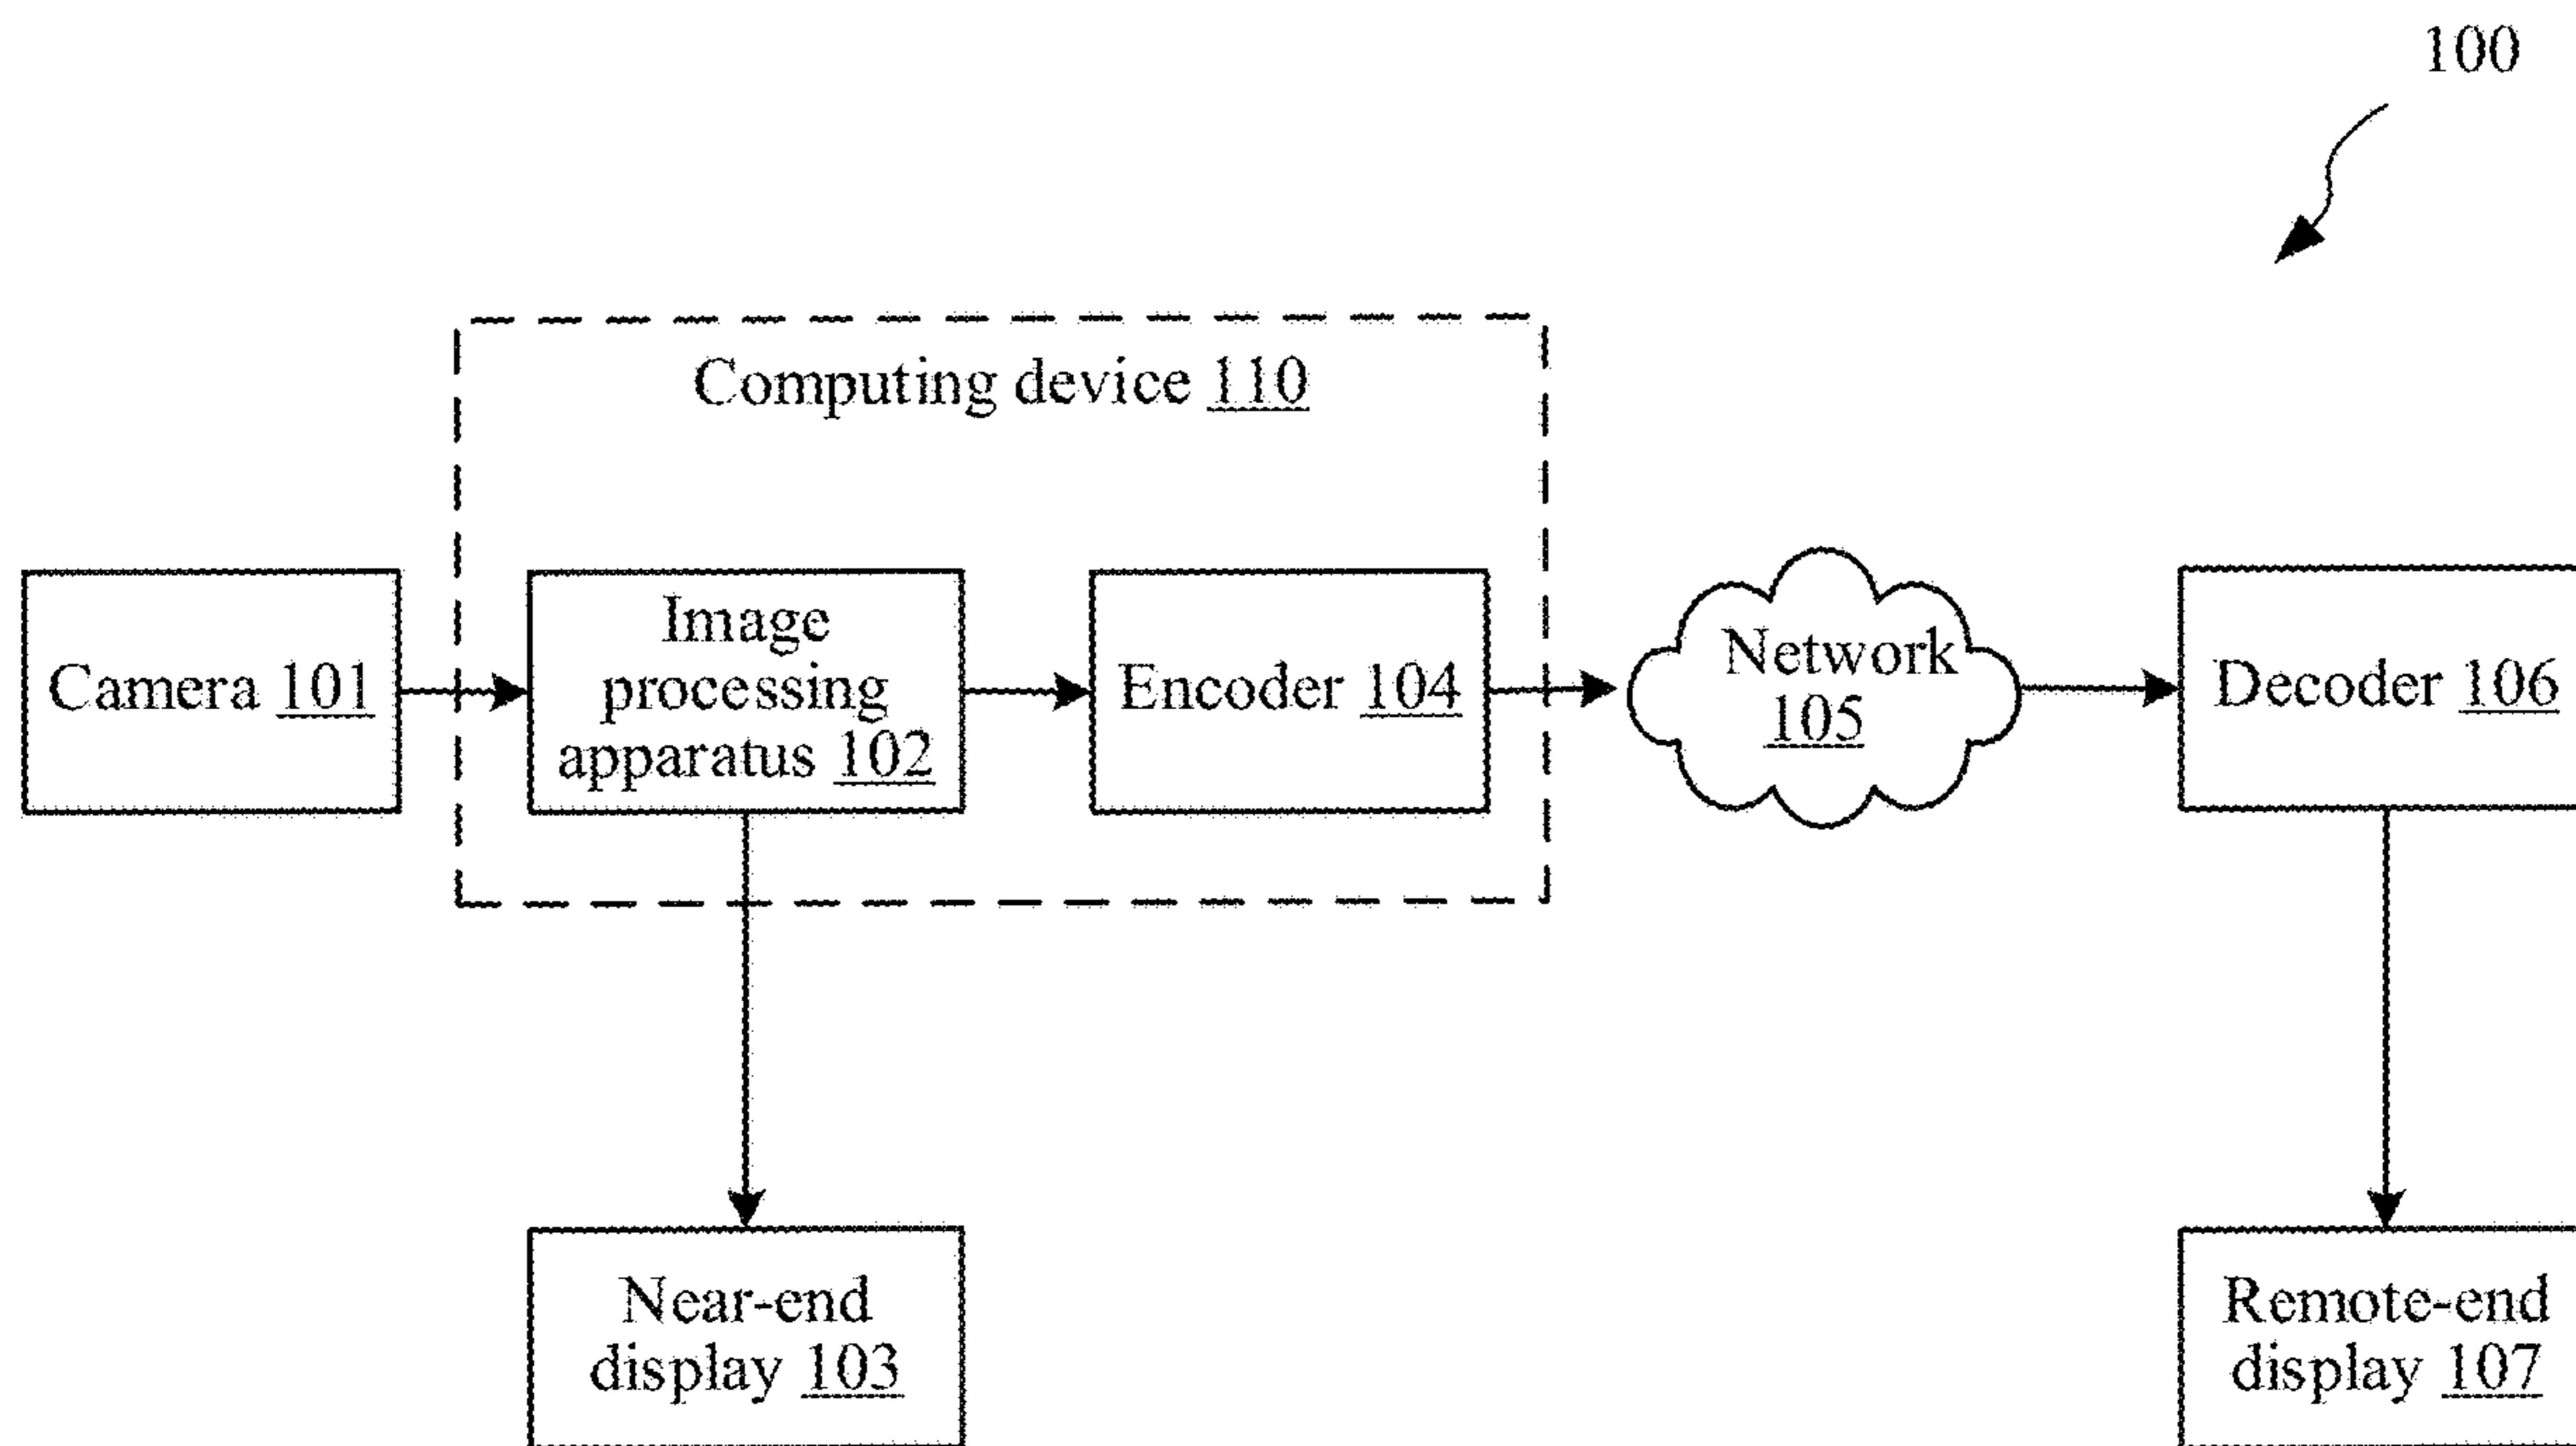 100
Computing device 110
Camera 101
Image
processing
apparatus 102
Encoder 104
Network
105
Decoder 106
Near-end
display 103
Remote-end
display 107